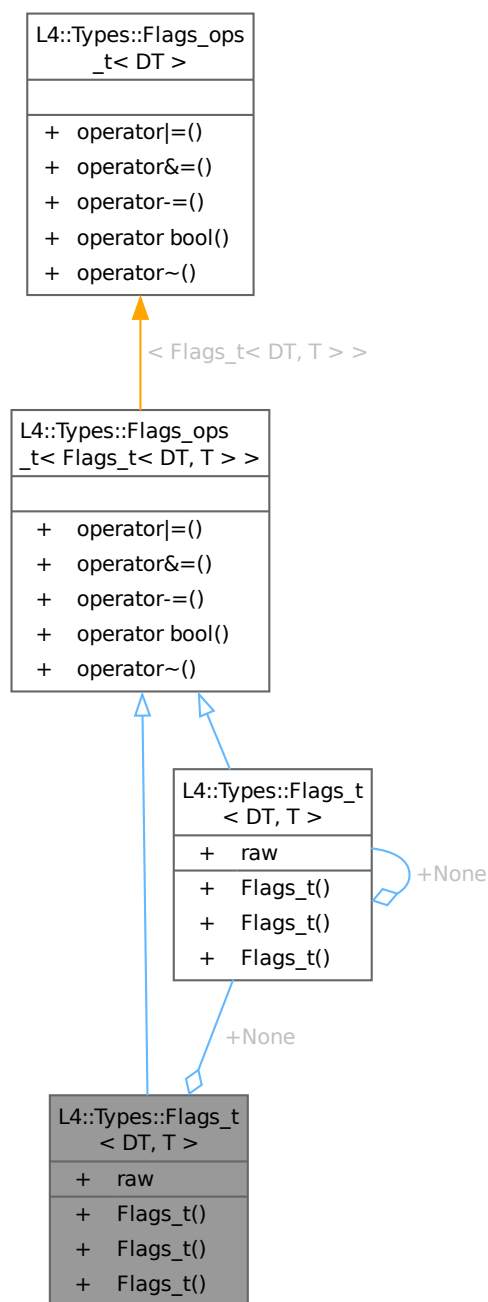 L4::Types::Flags_ops
_t< DT >
+ operator|=()
+ operator&=()
+ operator-=()
+ operator bool()
+ operator~()
< Flags_t< DT, T > >
L4::Types::Flags_ops
_t< Flags_t< DT, T > >
+ operator|=()
+ operator&=()
+ operator-=()
+ operator bool()
+ operator~()
L4::Types::Flags_t
< DT, T >
+ raw
+ Flags_t()
+ Flags_t()
+ Flags_t()
+None
+None
L4::Types::Flags_t
< DT, T >
+ raw
+ Flags_t()
+ Flags_t()
+ Flags_t()